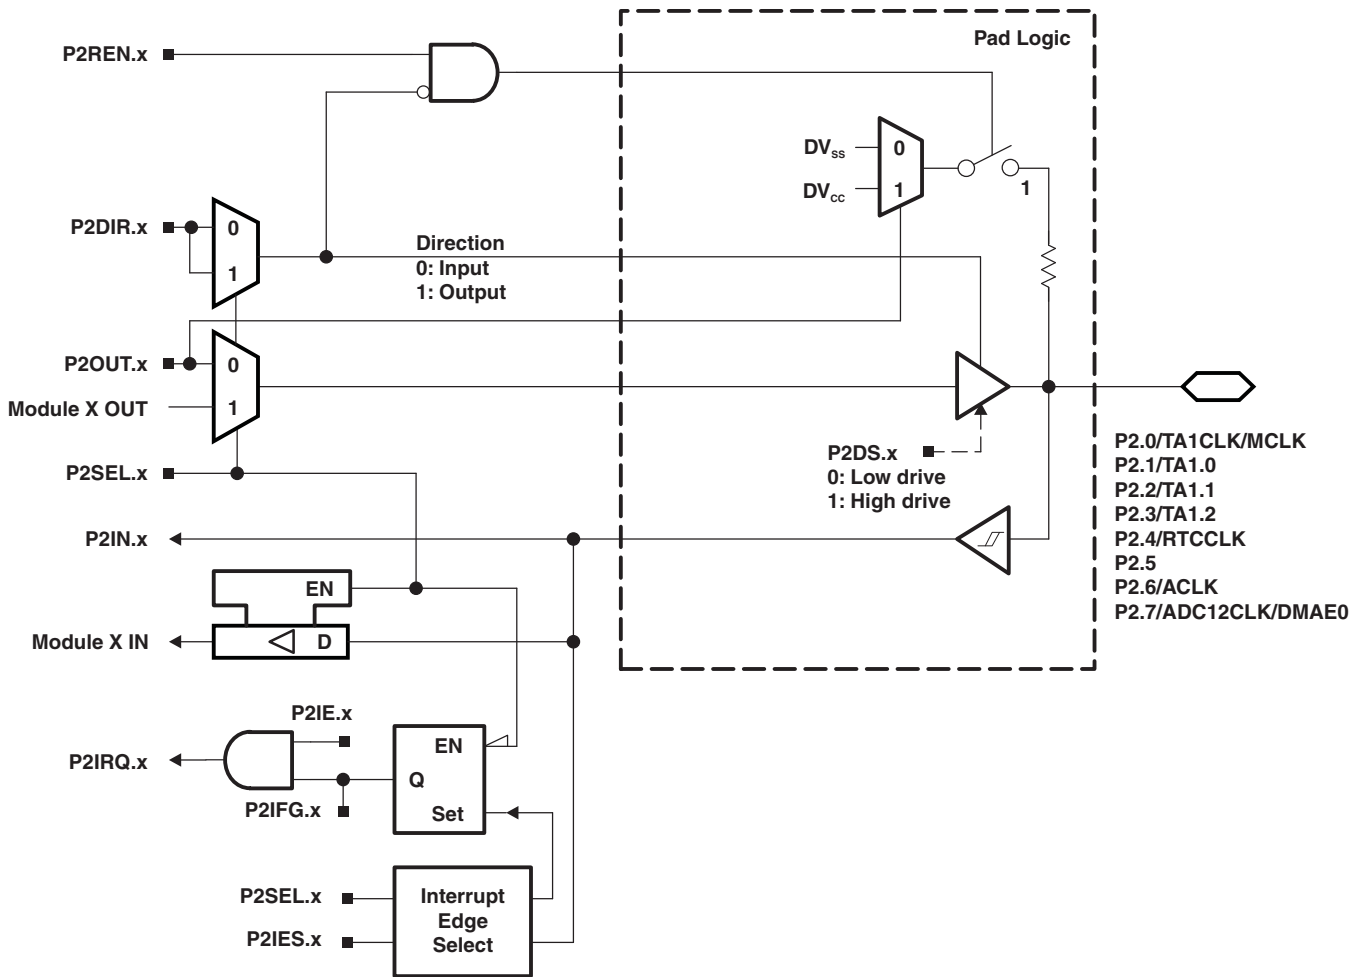 Pad Logic
P2REN.x
DVss
0
DVcc
1
1
P2DIR.x
0
1
Direction
0: Input
1: Output
P2OUT.x
0
Module X OUT
1
P2SEL.x
P2DS.x
0: Low drive
1: High drive
P2.0/TA1CLK/MCLK
P2.1/TA1.0
P2.2/TA1.1
P2.3/TA1.2
P2.4/RTCCLK
P2.5
P2.6/ACLK
P2.7/ADC12CLK/DMAE0
P2IN.x
EN
Module X IN
D
P2IE.x
P2IRQ.x
EN
Q
P2IFG.x
Set
P2SEL.x
P2IES.x
Interrupt
Edge
Select